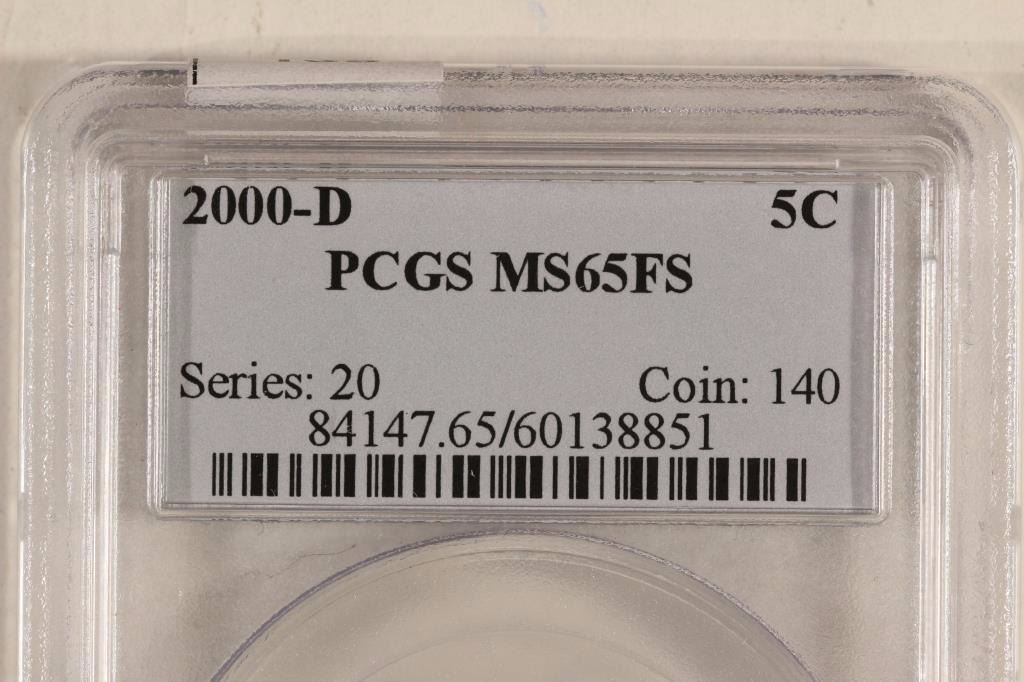 2000-D 5C
PCGS MS65FS
Series: 20 Coin: 140
84147.65/60138851